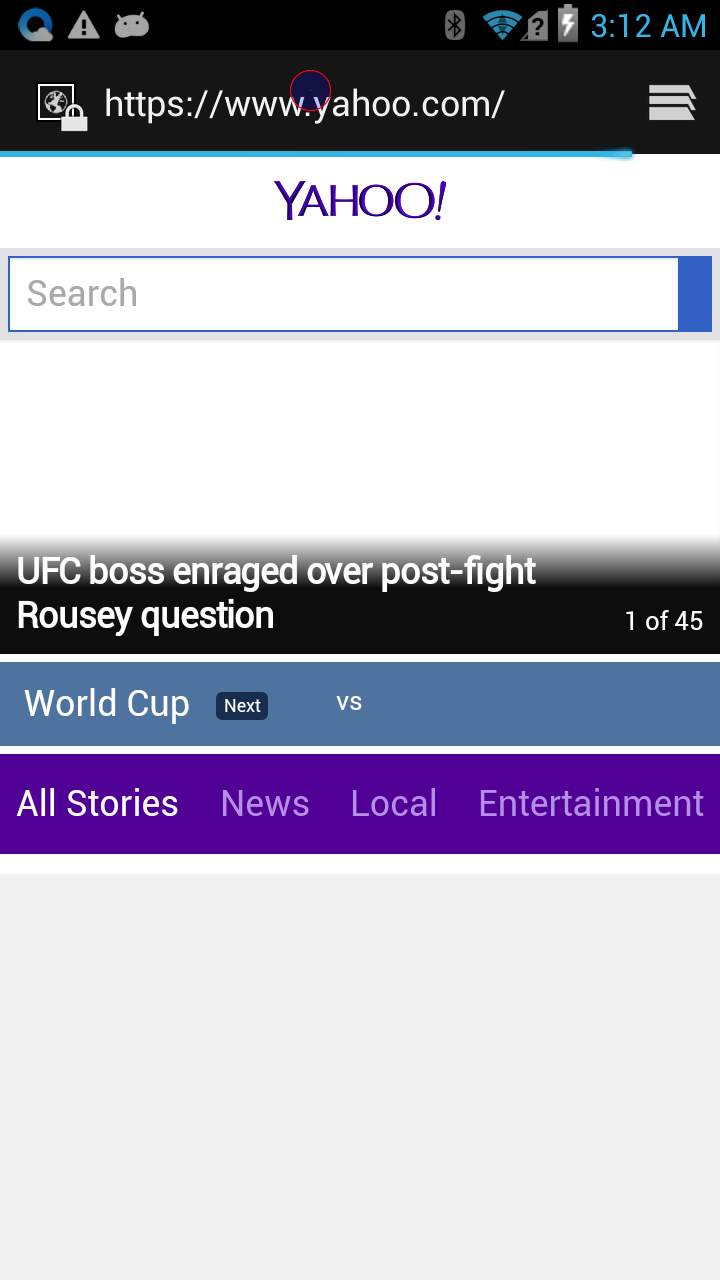 3:12 AM
https://www.yahoo.com/
YAHOO!
Search
UFC boss enraged over post-fight
Rousey question
1 of 45
World Cup Next vs
All Stories News Local Entertainment